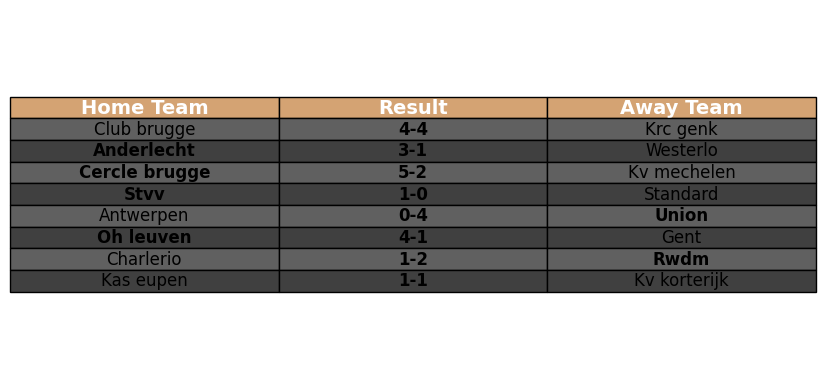 Home Team Result Away Team
Club brugge 4-4 Krc genk
Anderlecht 3-1 Westerlo
Cercle brugge 5-2 Kv mechelen
Stvv 1-0 Standard
Antwerpen 0-4 Union
Oh leuven 4-1 Gent
Charlerio 1-2 Rwdm
Kas eupen 1-1 Kv korterijk